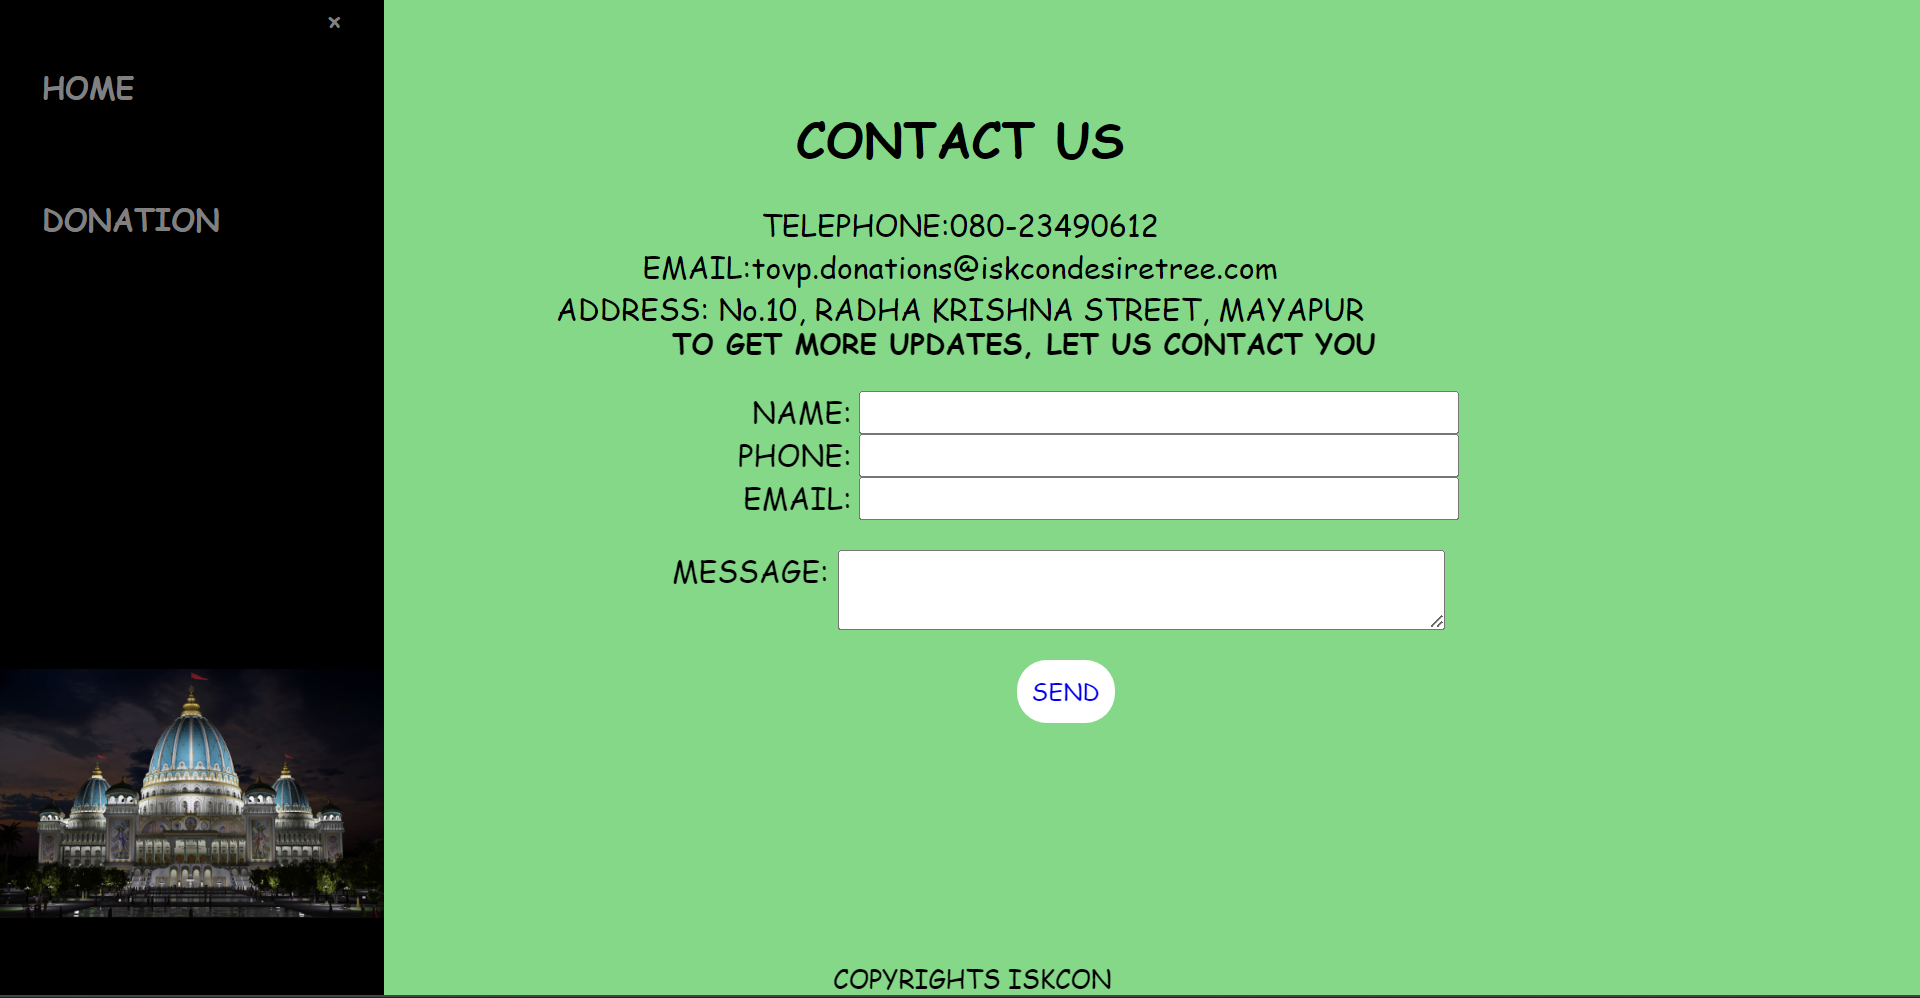 ×
HOME
DONATION
CONTACT US
TELEPHONE:080-23490612
EMAIL:tovp.donations@iskcondesiretree.com
ADDRESS: No.10, RADHA KRISHNA STREET, MAYAPUR
TO GET MORE UPDATES, LET US CONTACT YOU
NAME:
PHONE:
EMAIL:
MESSAGE:
SEND
COPYRIGHTS ISKCON